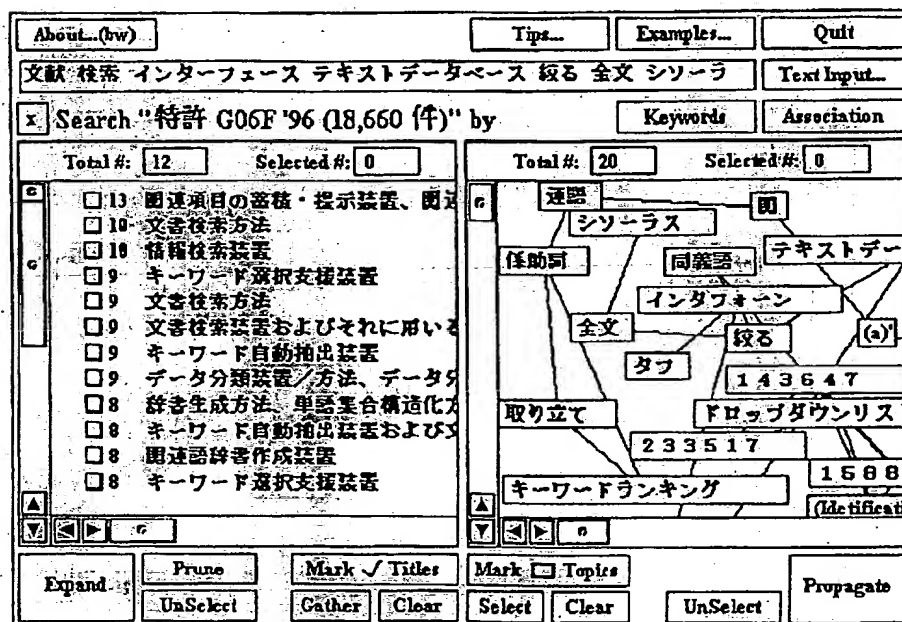 About...(bw) Tips... Examples... Quit
文献 検索 インターフェース テキストデータベース 絞る 全文 シソーラ Text Input...
x Search "特許 G06F '96 (18,660 件)" by Keywords Association
Total #: 12 Selected #: 0
13 関連項目の蓄積・提示装置、関連
10 文書検索方法
10 情報検索装置
9 キーワード選択支援装置
9 文書検索方法
9 文書検索装置およびそれに用いる
9 キーワード自動抽出装置
9 データ分類装置/方法、データ分
8 辞書生成方法、単語集合構造化方
8 キーワード自動抽出装置および文
8 関連語辞書作成装置
8 キーワード選択支援装置
Total #: 20 Selected #: 0
連語
シソーラス
係助詞
同義語
テキストデー
インタフォーン
全文
絞る
(a)'
タフ
143647
取り立て
ドロップダウンリス
233517
1588
キーワードランキング
(Idetificati
Expand Prune Mark ✓ Titles Mark Topics Propagate
UnSelect Gather Clear Select Clear UnSelect